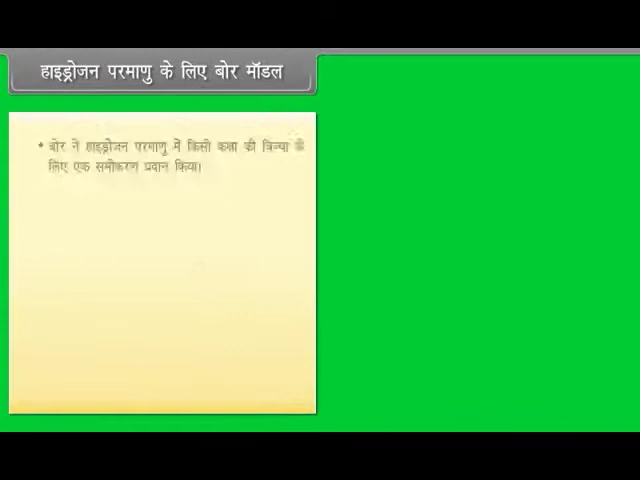 हाइड्रोजन परमाणु के लिए बोर मॉडल
* बोर ने हाइड्रोजन परमाणु में किसी कक्षा की त्रिज्या के
लिए एक समीकरण प्रदान किया।